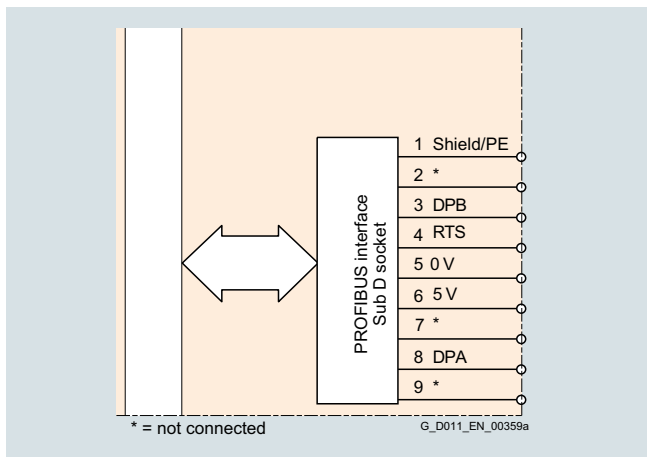 1 Shield/PE
2 *
3 DPB
4 RTS
5 0 V
6 5 V
7 *
8 DPA
9 *
PROFIBUS interface
Sub D socket
* = not connected
G_D011_EN_00359a